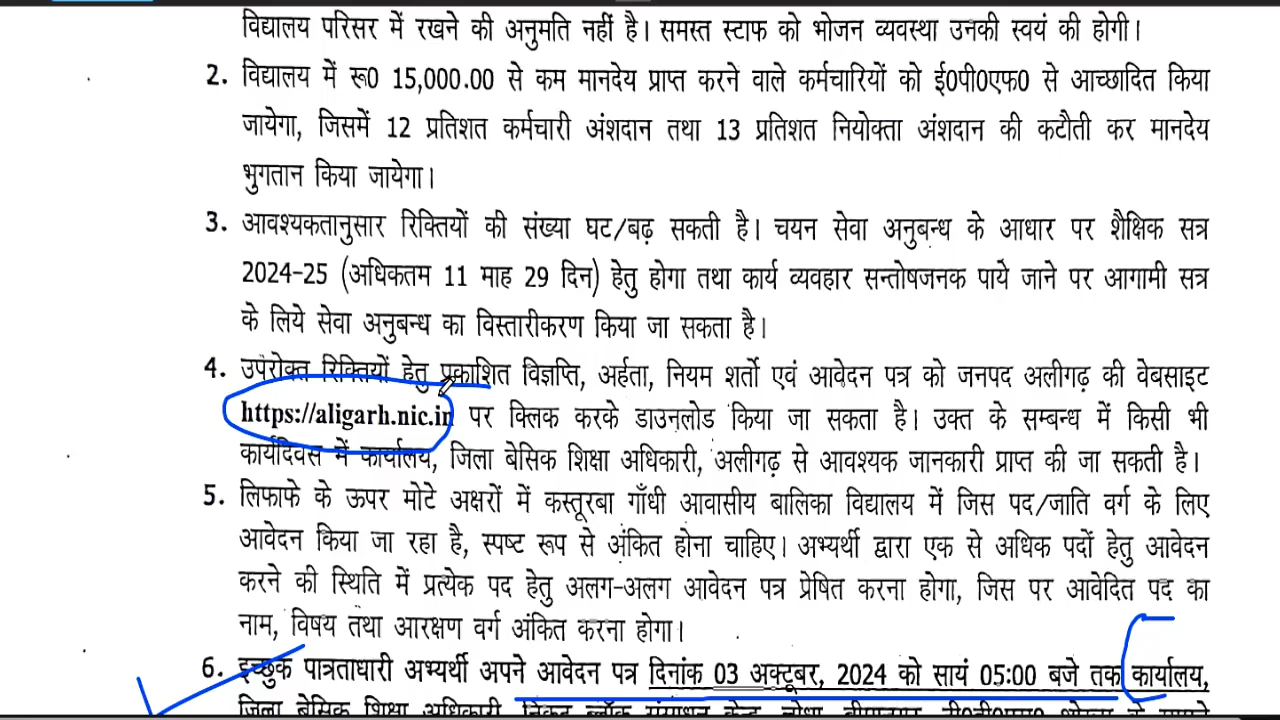 विद्यालय परिसर में रखने की अनुमति नहीं है। समस्त स्टाफ को भोजन व्यवस्था उनकी स्वयं की होगी।
2. विद्यालय में रू0 15,000.00 से कम मानदेय प्राप्त करने वाले कर्मचारियों को ई0पी0एफ0 से आच्छादित किया
जायेगा, जिसमें 12 प्रतिशत कर्मचारी अंशदान तथा 13 प्रतिशत नियोक्ता अंशदान की कटौती कर मानदेय
भुगतान किया जायेगा।
3. आवश्यकतानुसार रिक्तियों की संख्या घट/बढ़ सकती है। चयन सेवा अनुबन्ध के आधार पर शैक्षिक सत्र
2024-25 (अधिकतम 11 माह 29 दिन) हेतु होगा तथा कार्य व्यवहार सन्तोषजनक पाये जाने पर आगामी सत्र
के लिये सेवा अनुबन्ध का विस्तारीकरण किया जा सकता है।
4. उपरोक्त रिक्तियों हेतु प्रकाशित विज्ञप्ति, अर्हता, नियम शर्तो एवं आवेदन पत्र को जनपद अलीगढ़ की वेबसाइट
https://aligarh.nic.in पर क्लिक करके डाउनलोड किया जा सकता है। उक्त के सम्बन्ध में किसी भी
कार्यदिवस में कार्यालय, जिला बेसिक शिक्षा अधिकारी, अलीगढ़ से आवश्यक जानकारी प्राप्त की जा सकती है।
5. लिफाफे के ऊपर मोटे अक्षरों में कस्तूरबा गाँधी आवासीय बालिका विद्यालय में जिस पद/जाति वर्ग के लिए
आवेदन किया जा रहा है, स्पष्ट रूप से अंकित होना चाहिए। अभ्यर्थी द्वारा एक से अधिक पदों हेतु आवेदन
करने की स्थिति में प्रत्येक पद हेतु अलग-अलग आवेदन पत्र प्रेषित करना होगा, जिस पर आवेदित पद का
नाम, विषय तथा आरक्षण वर्ग अंकित करना होगा।
6. इच्छुक पात्रताधारी अभ्यर्थी अपने आवेदन पत्र दिनांक 03 अक्टूबर, 2024 को सायं 05:00 बजे तक कार्यालय,
जिला बेसिक शिक्षा अधिकारी